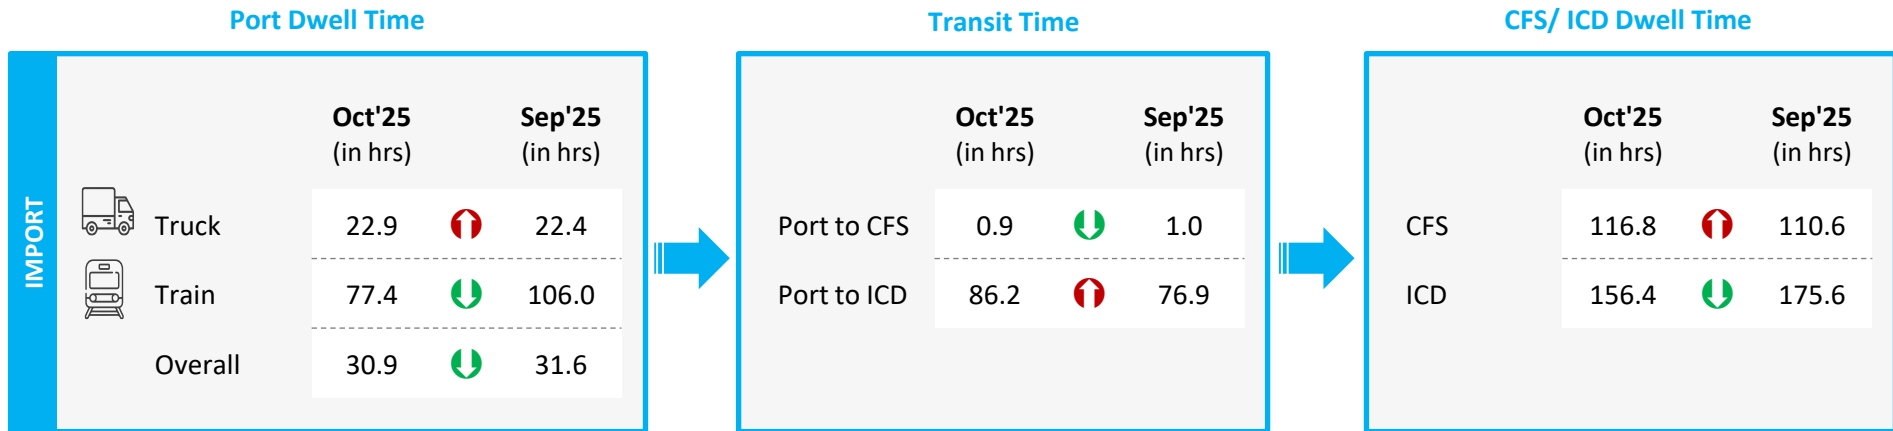 Port Dwell Time
Transit Time
CFS/ ICD Dwell Time
IMPORT
Oct'25 Sep'25
(in hrs) (in hrs)
Truck 22.9 22.4
Train 77.4 106.0
Overall 30.9 31.6
Oct'25 Sep'25
(in hrs) (in hrs)
Port to CFS 0.9 1.0
Port to ICD 86.2 76.9
Oct'25 Sep'25
(in hrs) (in hrs)
CFS 116.8 110.6
ICD 156.4 175.6